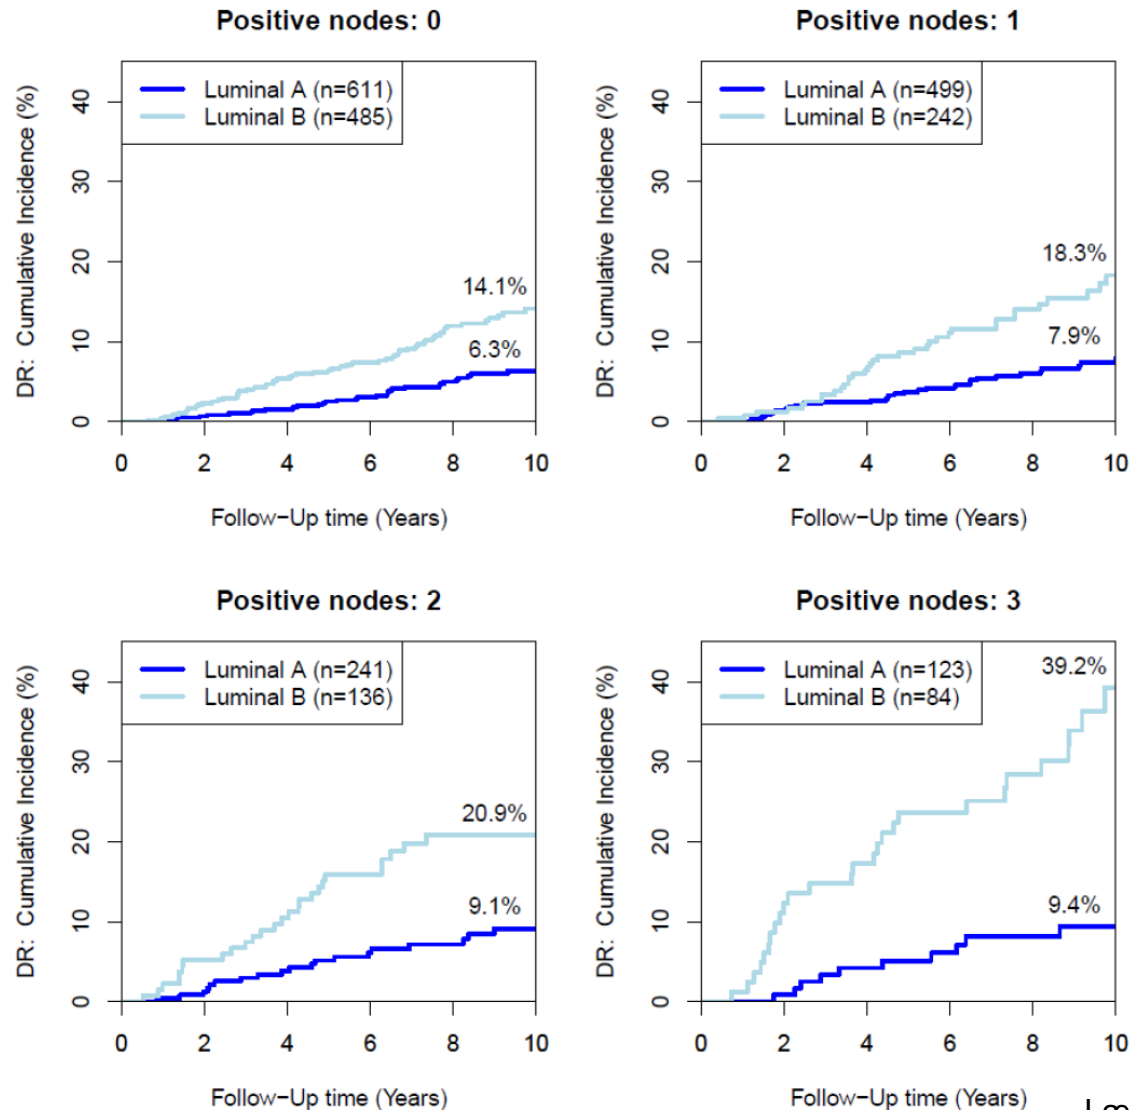 Positive nodes: 0
DR: Cumulative Incidence (%)
40
30
20
10
0
Luminal A (n=611)
Luminal B (n=485)
14.1%
6.3%
0 2 4 6 8 10
Follow−Up time (Years)
Positive nodes: 1
DR: Cumulative Incidence (%)
40
30
20
10
0
Luminal A (n=499)
Luminal B (n=242)
18.3%
7.9%
0 2 4 6 8 10
Follow−Up time (Years)
Positive nodes: 2
DR: Cumulative Incidence (%)
40
30
20
10
0
Luminal A (n=241)
Luminal B (n=136)
20.9%
9.1%
0 2 4 6 8 10
Follow−Up time (Years)
Positive nodes: 3
DR: Cumulative Incidence (%)
40
30
20
10
0
Luminal A (n=123)
Luminal B (n=84)
39.2%
9.4%
0 2 4 6 8 10
Follow−Up time (Years)